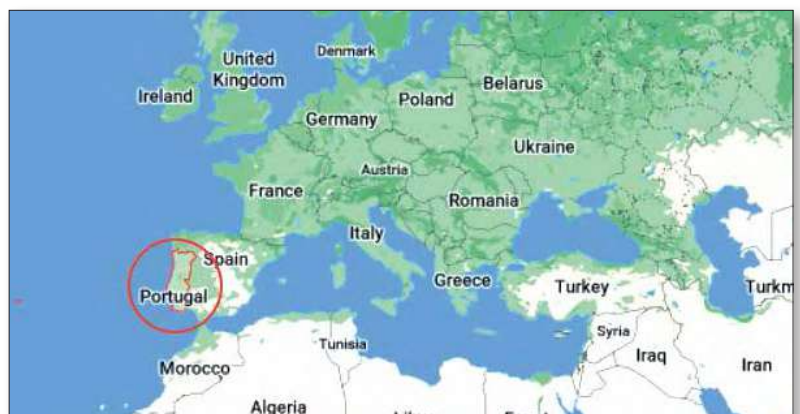 Denmark
United
Kingdom
Ireland
Belarus
Poland
Germany
Ukraine
Austria
France
Romania
Italy
Spain
Greece
Portugal
Turkey
Turkm
Syria
Tunisia
Iraq
Morocco
Iran
Algeria